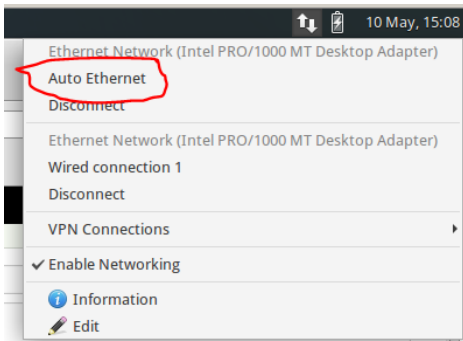 10 May, 15:08
Ethernet Network (Intel PRO/1000 MT Desktop Adapter)
Auto Ethernet
Disconnect
Ethernet Network (Intel PRO/1000 MT Desktop Adapter)
Wired connection 1
Disconnect
VPN Connections
Enable Networking
Information
Edit